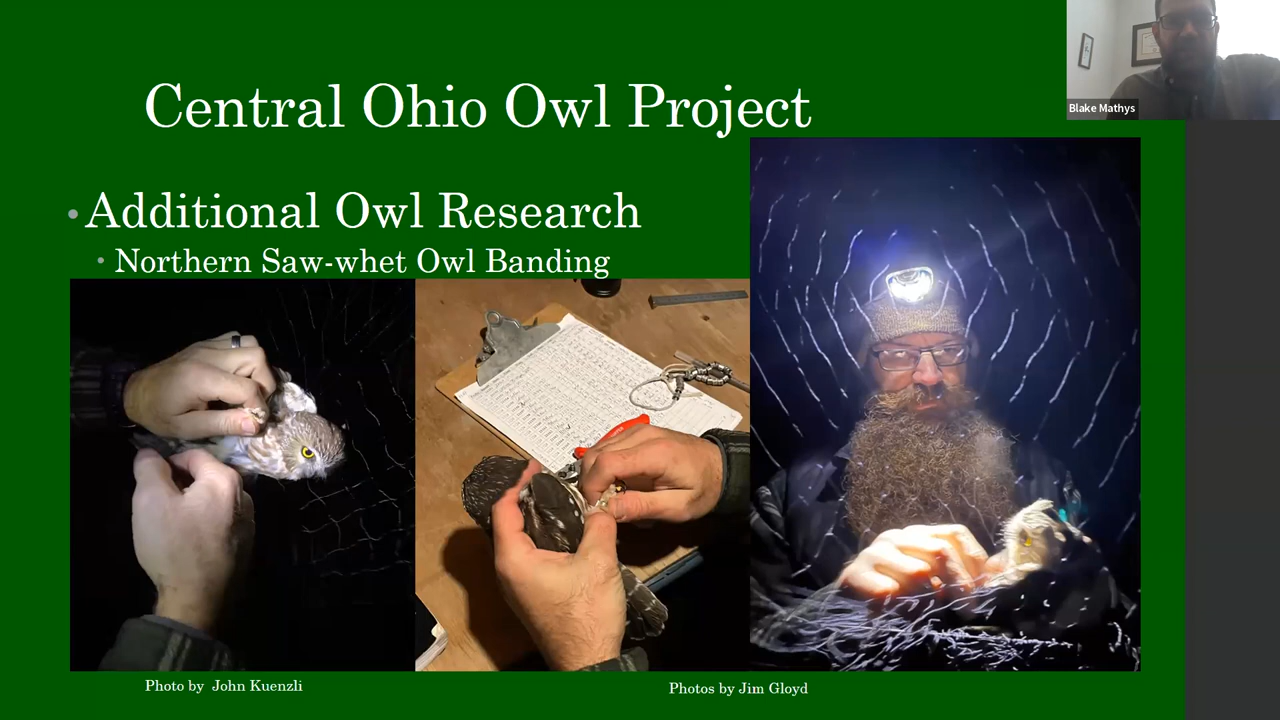 Central Ohio Owl Project
Blake Mathys
Additional Owl Research
Northern Saw-whet Owl Banding
Photo by John Kuenzli
Photos by Jim Gloyd